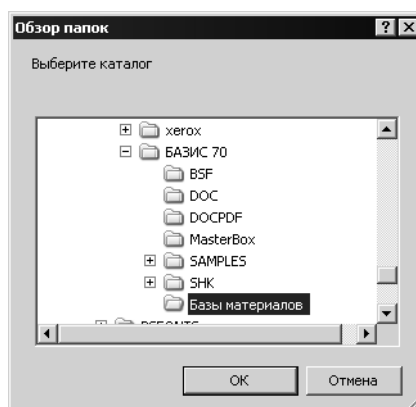 Обзор папок
Выберите каталог
xerox
БАЗИС 70
BSF
DOC
DOCPDF
MasterBox
SAMPLES
SHK
Базы материалов
OK
Отмена